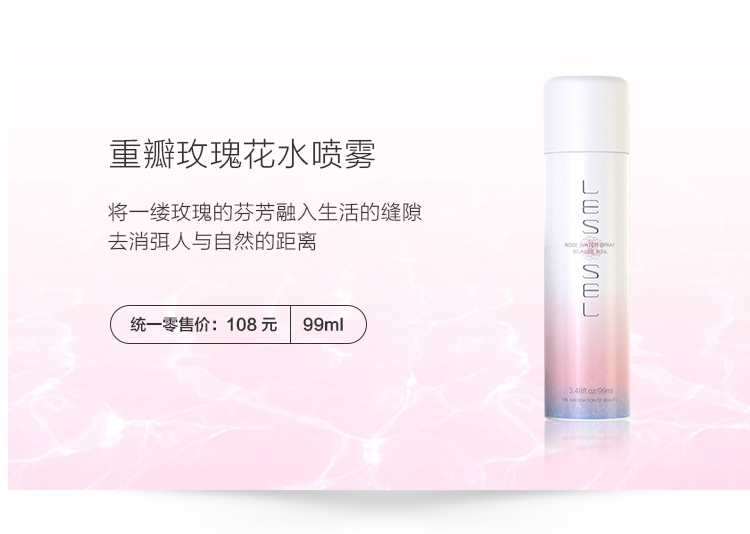 重瓣玫瑰花水喷雾
将一缕玫瑰的芬芳融入生活的缝隙
去消弭人与自然的距离
统一零售价：108 元
99ml
LES SEL
ROSE WATER SPRAY
3.48fl.oz/99ml
THE IMAGINATION OF BEAUTY